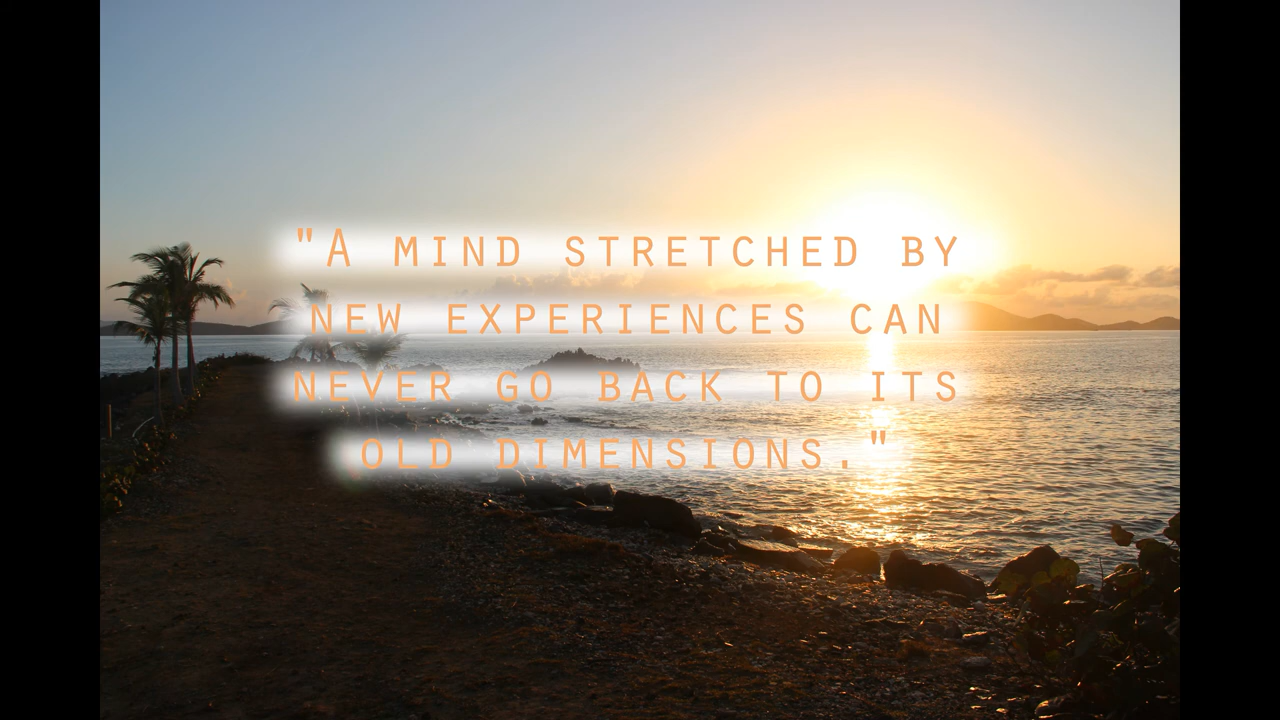 "A MIND STRETCHED BY
NEW EXPERIENCES CAN
NEVER GO BACK TO ITS
OLD DIMENSIONS."